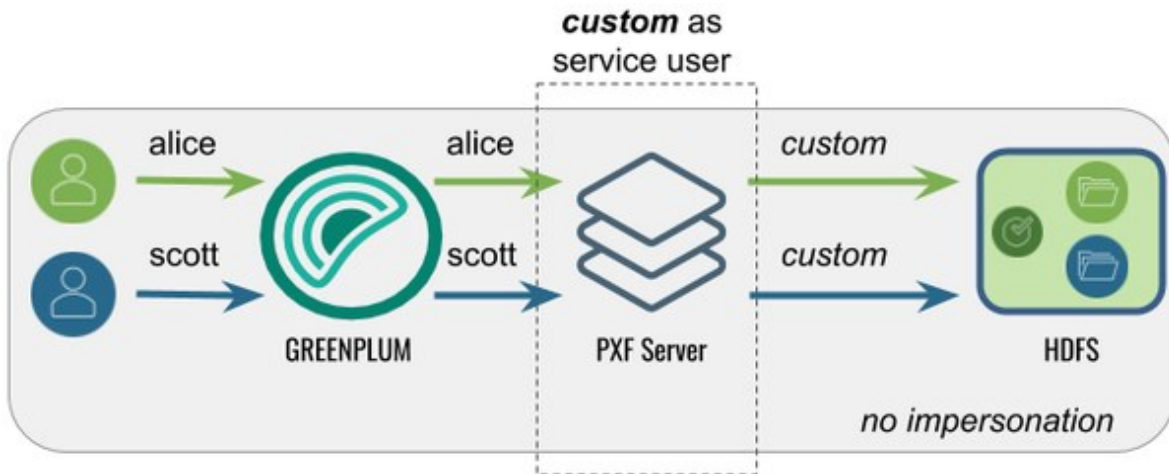 custom as
service user
alice
alice
custom
scott
scott
custom
GREENPLUM
PXF Server
HDFS
no impersonation